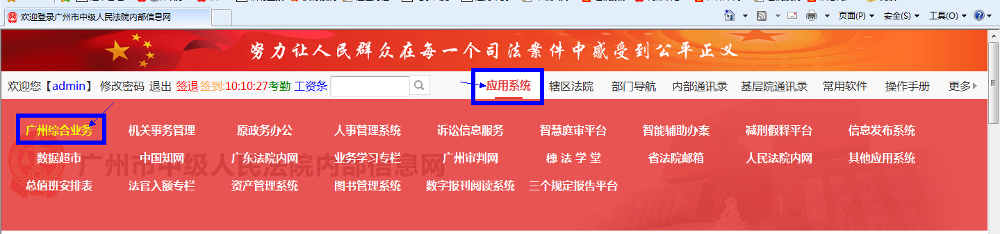 欢迎登录广州市中级人民法院内部信息网
页面(P) 安全(S) 工具(O)
努力让人民群众在每一个司法案件中感受到公平正义
欢迎您【admin】 修改密码 退出 签退签到:10:10:27考勤 工资条 应用系统 辖区法院 部门导航 内部通讯录 基层院通讯录 常用软件 操作手册 更多
广州综合业务 机关事务管理 原政务办公 人事管理系统 诉讼信息服务 智慧庭审平台 智能辅助办案 减刑假释平台 信息发布系统
数据超市 中国知网 广东法院内网 业务学习专栏 广州审判网 穗 法 学 堂 省法院邮箱 人民法院内网 其他应用系统
广州市中级人民法院内部信息网
总值班安排表 法官入额专栏 资产管理系统 图书管理系统 数字报刊阅读系统 三个规定报告平台